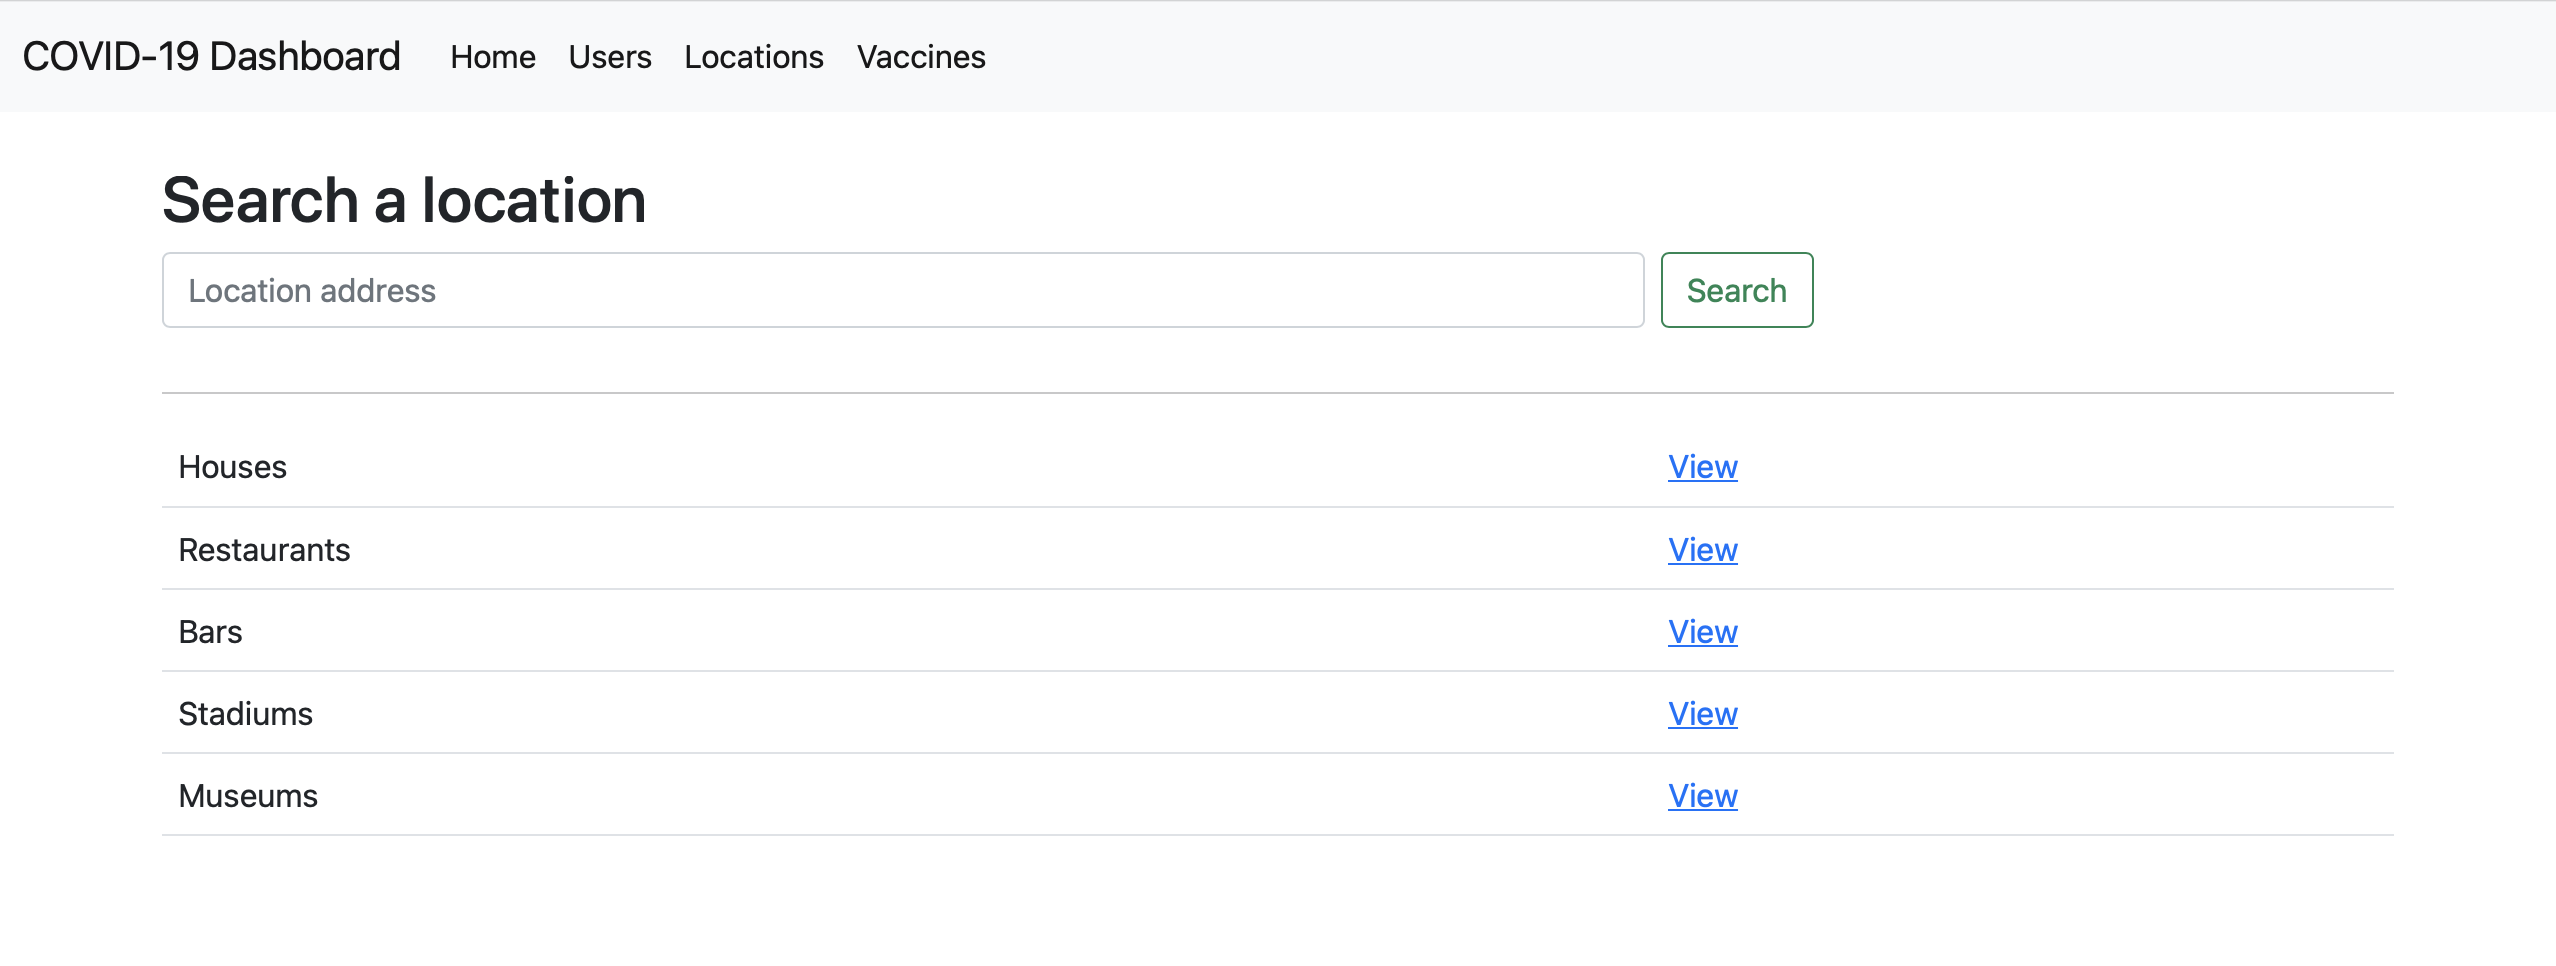 COVID-19 Dashboard Home Users Locations Vaccines
Search a location
Location address Search
Houses View
Restaurants View
Bars View
Stadiums View
Museums View